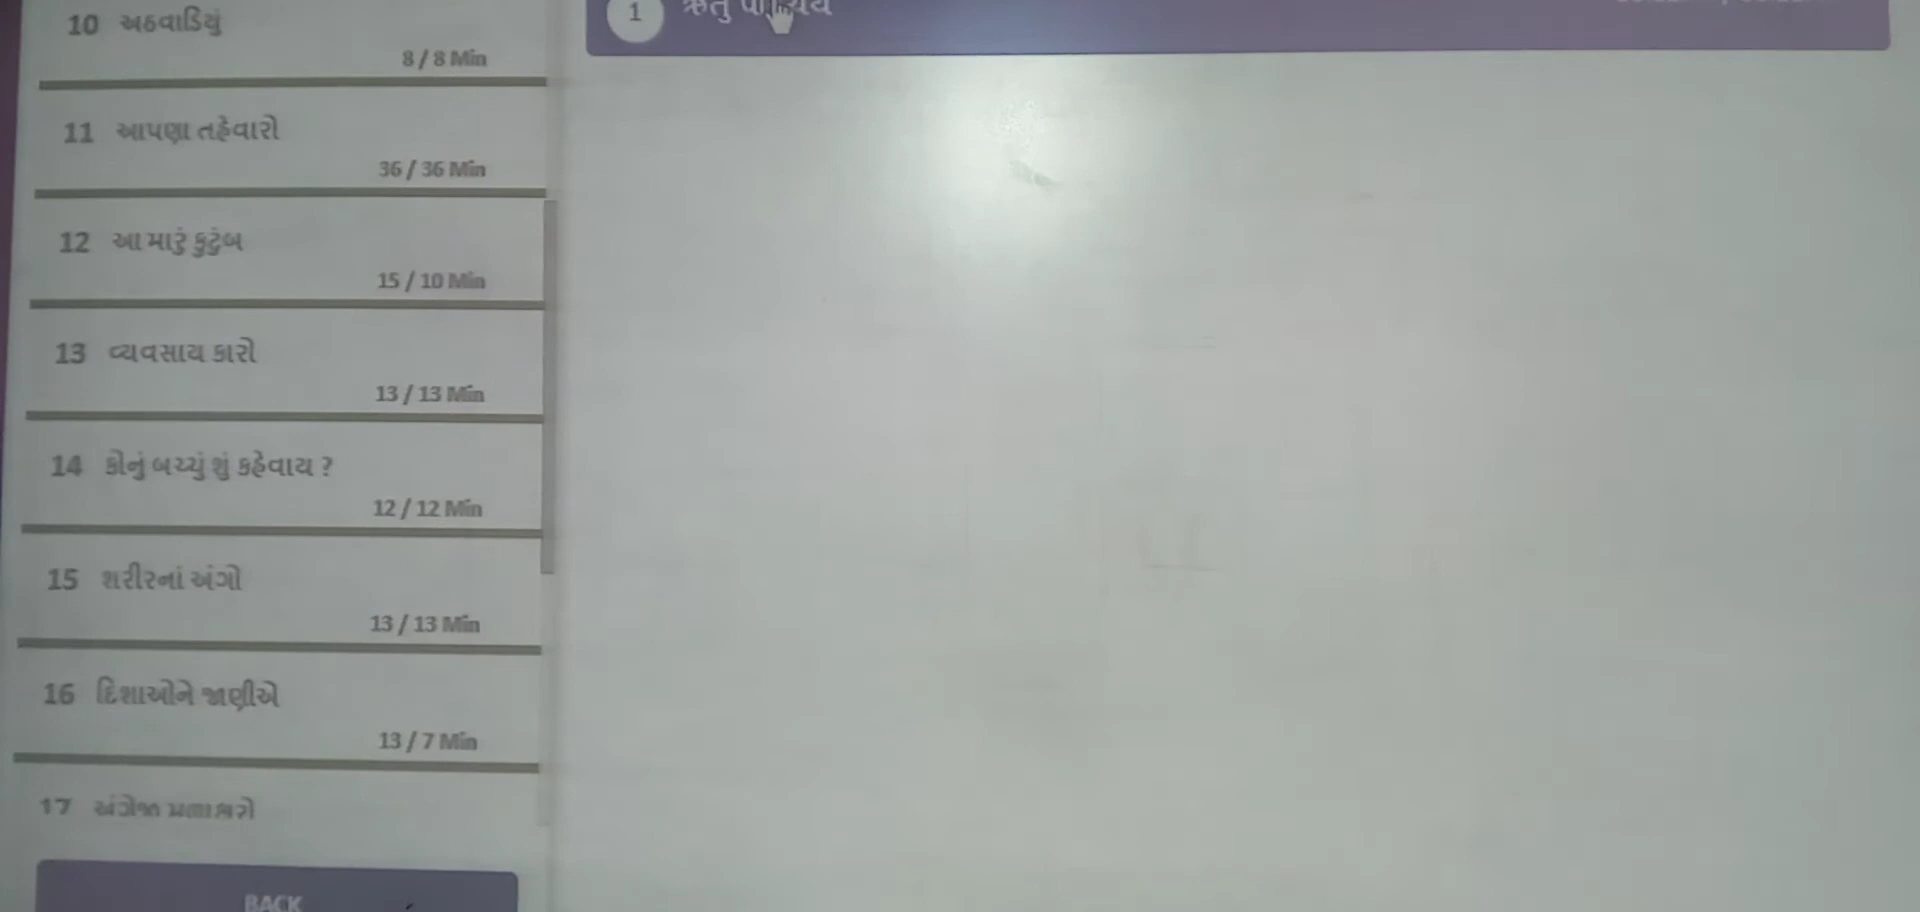 10 અઠવાડિયું
8 / 8 Min
11 આપણા તહેવારો
36 / 36 Min
12 આ મારું કુટુંબ
15 / 10 Min
13 વ્યવસાય કારો
13 / 13 Min
14 કોનું બચ્ચું શું કહેવાય ?
12 / 12 Min
15 શરીરનાં અંગો
13 / 13 Min
16 દિશાઓને જાણીએ
13 / 7 Min
17
BACK
1 ઋતુ